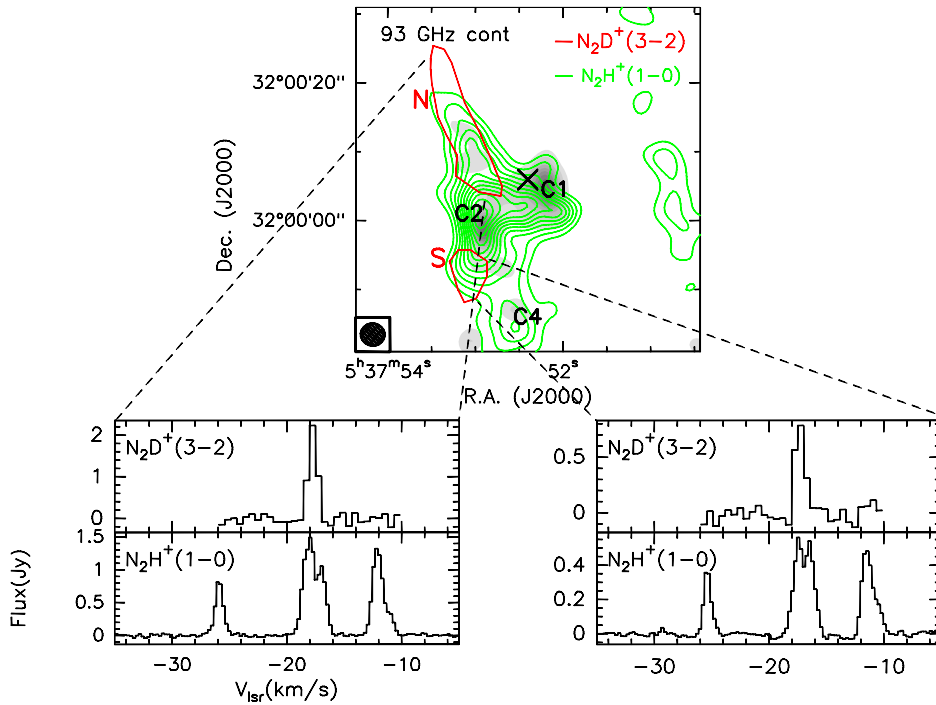 93 GHz cont
N₂D⁺(3−2)
N₂H⁺(1−0)
32°00'20"
N
C1
C2
32°00'00"
Dec. (J2000)
S
C4
5ʰ37ᵐ54ˢ
52ˢ
R.A. (J2000)
2
1
0
N₂D⁺(3−2)
0.5
0
N₂D⁺(3−2)
1.5
1
0.5
0
N₂H⁺(1−0)
0.4
0.2
0
N₂H⁺(1−0)
Flux(Jy)
−30
−20
−10
−30
−20
−10
V_lsr(km/s)